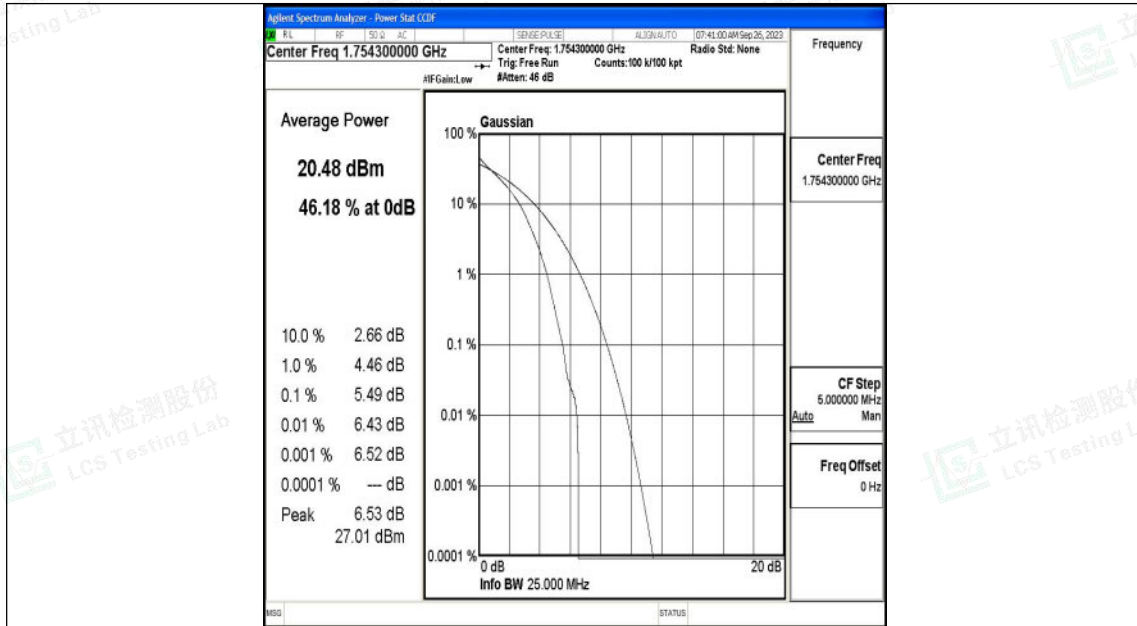 Agilent Spectrum Analyzer - Power Stat CCDF
RL RF 50 Ω AC SENSE:PULSE ALIGNAUTO 07:41:00 AM Sep 26, 2023
Center Freq 1.754300000 GHz
Center Freq: 1.754300000 GHz
Radio Std: None
Trig: Free Run
Counts:100 k/100 kpt
#IFGain:Low
#Atten: 46 dB
Frequency
Average Power
20.48 dBm
46.18 % at 0dB
10.0 % 2.66 dB
1.0 % 4.46 dB
0.1 % 5.49 dB
0.01 % 6.43 dB
0.001 % 6.52 dB
0.0001 % --- dB
Peak 6.53 dB
27.01 dBm
Gaussian
100 %
10 %
1 %
0.1 %
0.01 %
0.001 %
0.0001 %
0 dB
20 dB
Info BW 25.000 MHz
Center Freq
1.754300000 GHz
CF Step
5.000000 MHz
Auto Man
Freq Offset
0 Hz
MSG
STATUS
立讯检测股份
LCS Testing Lab
立讯检测股份
LCS Testing L
sting Lab
立